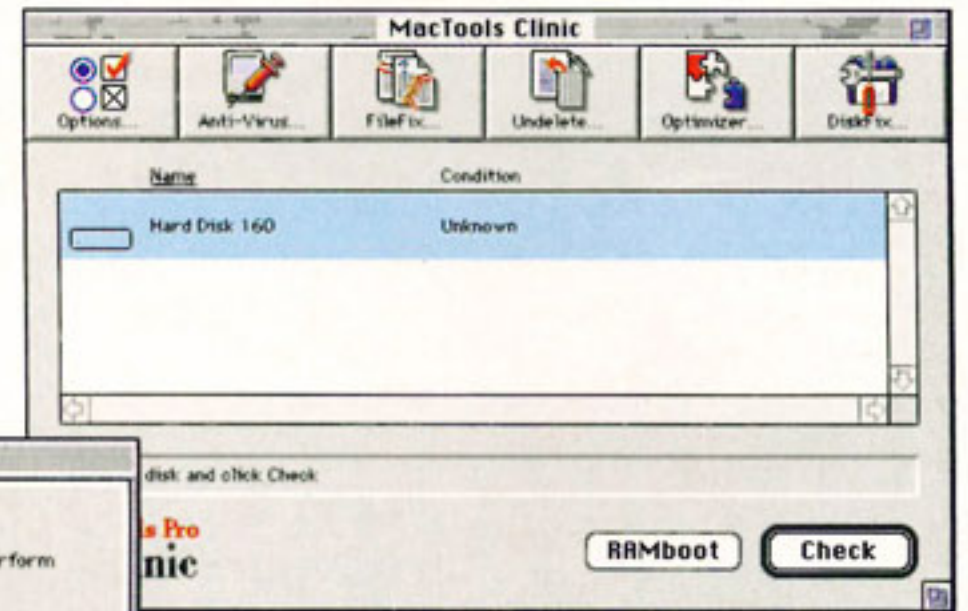 MacTools Clinic
Options... Anti-Virus... FileFix... Undelete... Optimizer... DiskFix...
Name Condition
Hard Disk 160 Unknown
disk and click Check
s Pro
nic
RAMboot Check
rform